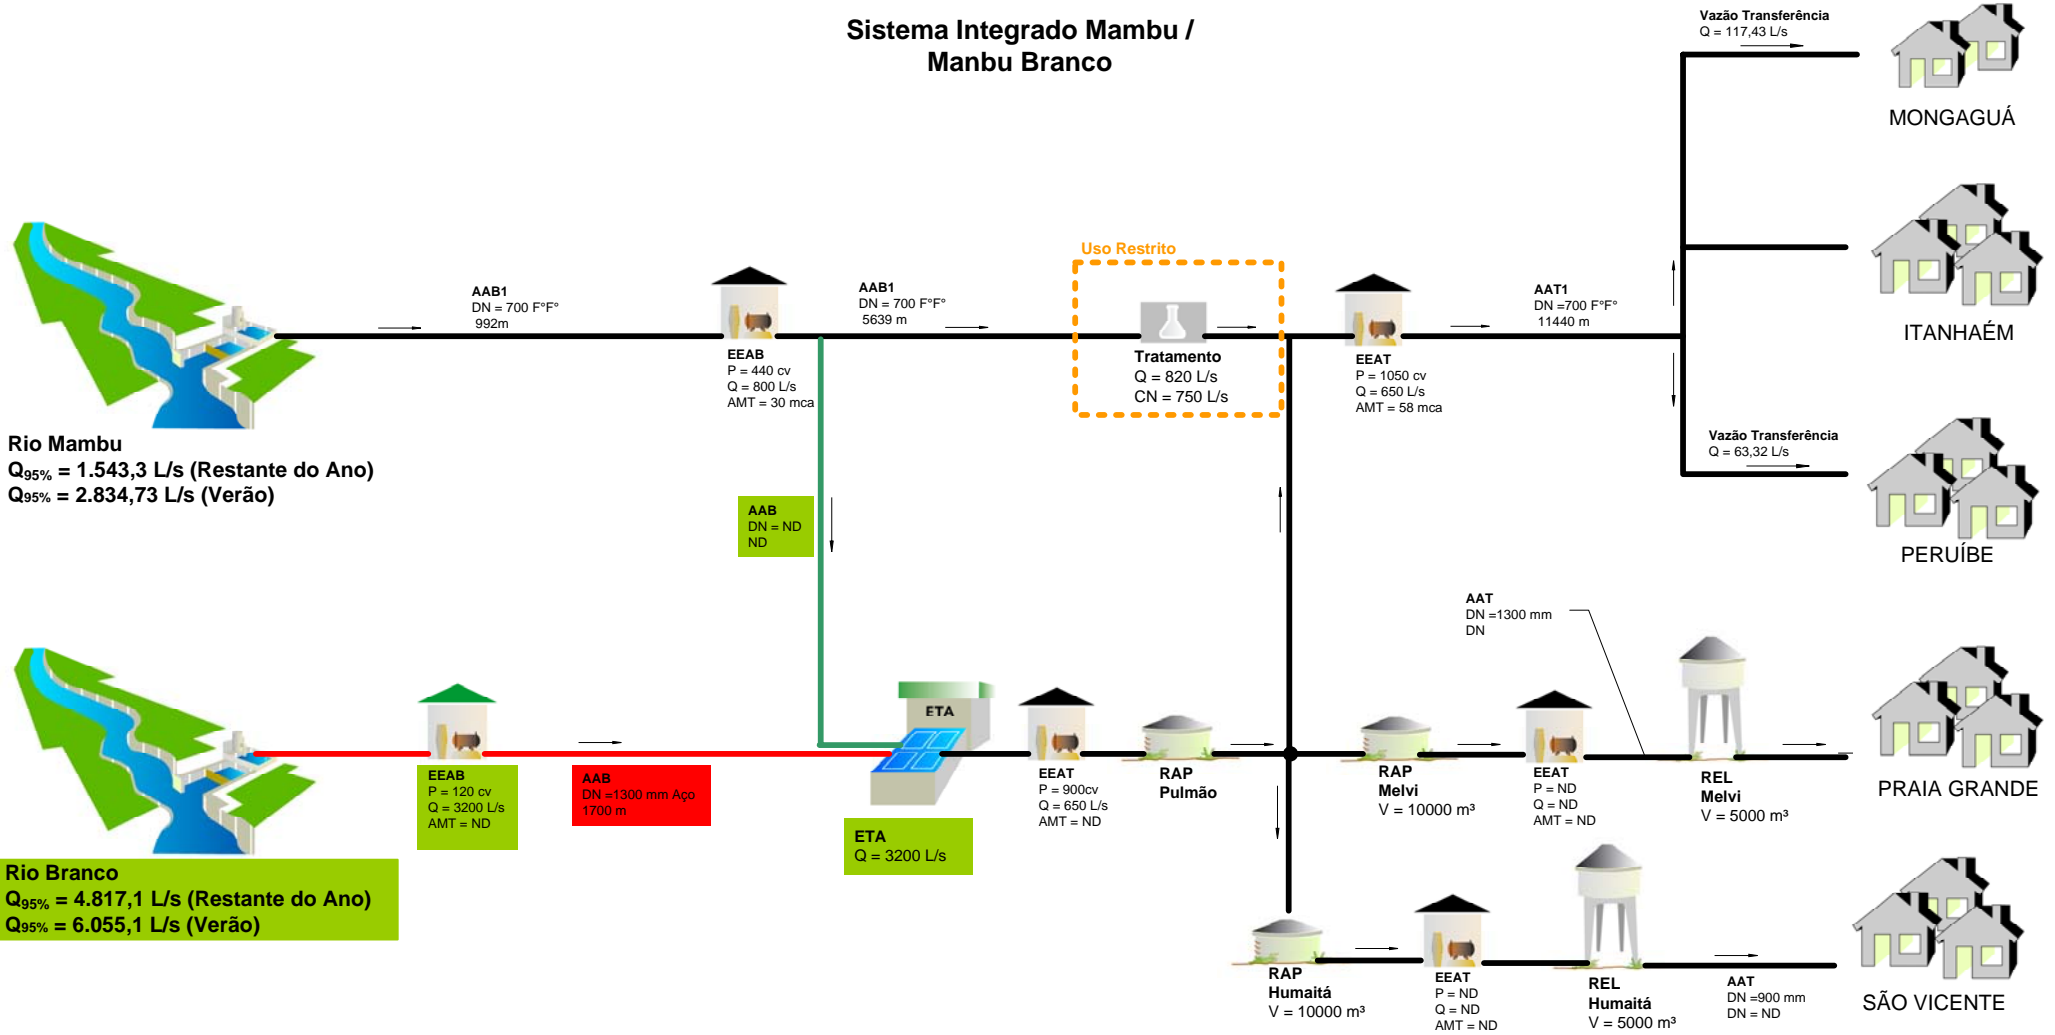 Sistema Integrado Mambu /
Manbu Branco
Vazão Transferência
Q = 117,43 L/s
MONGAGUÁ
ITANHAÉM
Uso Restrito
AAB1
DN = 700 F°F°
992m
AAB1
DN = 700 F°F°
5639 m
AAT1
DN =700 F°F°
11440 m
EEAB
P = 440 cv
Q = 800 L/s
AMT = 30 mca
Tratamento
Q = 820 L/s
CN = 750 L/s
EEAT
P = 1050 cv
Q = 650 L/s
AMT = 58 mca
Rio Mambu
Q95% = 1.543,3 L/s (Restante do Ano)
Q95% = 2.834,73 L/s (Verão)
Vazão Transferência
Q = 63,32 L/s
PERUÍBE
AAB
DN = ND
ND
AAT
DN =1300 mm
DN
ETA
EEAB
P = 120 cv
Q = 3200 L/s
AMT = ND
AAB
DN =1300 mm Aço
1700 m
ETA
Q = 3200 L/s
EEAT
P = 900cv
Q = 650 L/s
AMT = ND
RAP
Pulmão
RAP
Melvi
V = 10000 m³
EEAT
P = ND
Q = ND
AMT = ND
REL
Melvi
V = 5000 m³
PRAIA GRANDE
Rio Branco
Q95% = 4.817,1 L/s (Restante do Ano)
Q95% = 6.055,1 L/s (Verão)
RAP
Humaitá
V = 10000 m³
EEAT
P = ND
Q = ND
AMT = ND
REL
Humaitá
V = 5000 m³
AAT
DN =900 mm
DN = ND
SÃO VICENTE